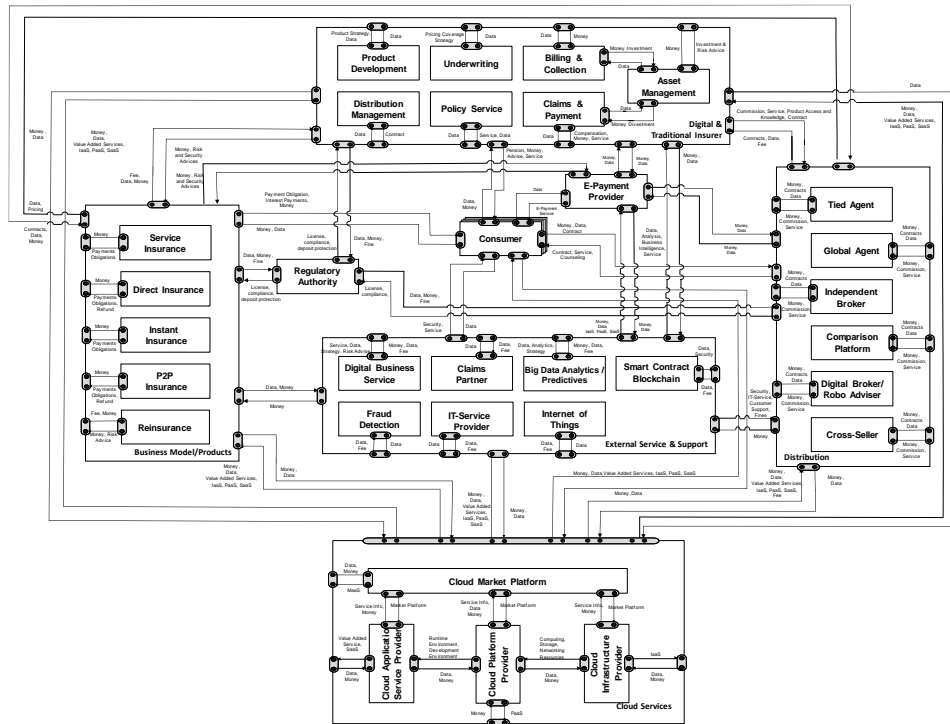 Product Strategy,
Data
Data
Pricing Coverage
Strategy
Data
Data
Money
Money
Investment &
Risk Advice
Product
Development
Underwriting
Billing &
Collection
Money Investment
Data
Asset
Management
Distribution
Management
Policy Service
Claims &
Payment
Data
Money Divestment
Digital &
Traditional Insurer
Data
Contract
Data
Service, Data
Compensation,
Money, Service
Data
Data
Commission, Service, Product Access and
Knowledge, Contract
Contracts, Data,
Fee
Money,
Data
Money,
Data,
Value Added
Services,
IaaS, PaaS, SaaS
Money,
Data,
Value Added Services,
IaaS, PaaS, SaaS
Money, Risk
and Security
Advices
Fee,
Data, Money
Money, Risk
and Security
Advices
Pension, Money,
Advise, Service
Money,
Data
Money,
Data
Money,
Data
Data,
Pricing
Contracts,
Data,
Money
Payment Obligation,
Interest Payments,
Money
Money, Data
Data,
Money
Data
E-Payment
Service
E-Payment
Provider
Consumer
Money, Data,
Contract
Contract, Service,
Counseling
Data,
Analysis,
Business
Intelligence,
Service
Money,
Data
Money,
Data
Money
Payments
Obligations
Service
Insurance
Money
Payments
Obligations,
Refund
Direct Insurance
Money
Payments
Obligations
Instant
Insurance
Money
Payments
Obligations,
Refund
P2P
Insurance
Fee, Money
Money, Risk
Advice
Reinsurance
Business Model/Products
License,
compliance,
deposit protection
Data, Money,
Fine
Data, Money,
Fine
License,
compliance,
deposit protection
Regulatory
Authority
License,
compliance,
Data, Money,
Fine
Money,
Contracts
Data
Money,
Commission,
Service
Tied Agent
Global Agent
Money,
Contracts
Data
Money,
Commission,
Service
Money,
Contracts
Data
Money,
Commission
Service
Independent
Broker
Comparison
Platform
Money,
Contracts
Data
Money,
Commission,
Service
Money,
Contracts
Data
Money,
Commission,
Service
Digital Broker/
Robo Adviser
Cross-Seller
Money,
Contracts
Data
Money,
Commission,
Service
Distribution
Security,
IT-Service,
Customer
Support,
Fines
Money
Security,
Service
Data
Money,
Data,
IaaS, PaaS, SaaS
Money,
Data
Service, Data,
Strategy, Risk Advice
Money, Data,
Fee
Data
Data,
Fee
Data, Analytics,
Strategy
Money, Data,
Fee
Digital Business
Service
Claims
Partner
Big Data Analytics /
Predictives
Smart Contract
Blockchain
Data,
Security
Data,
Fee
Fraud
Detection
IT-Service
Provider
Internet of
Things
External Service & Support
Data,
Fee
Data
Data
Data,
Fee
Data,
Fee
Data
Data, Money
Money
Money,
Data,
Value Added Services,
IaaS, PaaS, SaaS
Money,
Data
Money,
Data,
Value Added
Services,
IaaS, PaaS,
SaaS
Money,
Data
Money, Data,Value Added Services, IaaS, PaaS, SaaS
Money, Data
Money,
Data,
Value Added Services,
IaaS, PaaS, SaaS,
Fee
Money,
Data
Data,
Money
MaaS
Cloud Market Platform
Service Info,
Money
Market Platform
Service Info,
Data
Money
Market Platform
Service Info,
Money
Market Platform
Value Added
Service,
SaaS
Data,
Money
Cloud Application
Service Provider
Runtime
Environment,
Development
Environment
Data,
Money
Cloud Platform
Provider
Computing,
Storage,
Networking
Resources
Data,
Money
Cloud
Infrastructure
Provider
IaaS
Data,
Money
Cloud Services
Money
PaaS